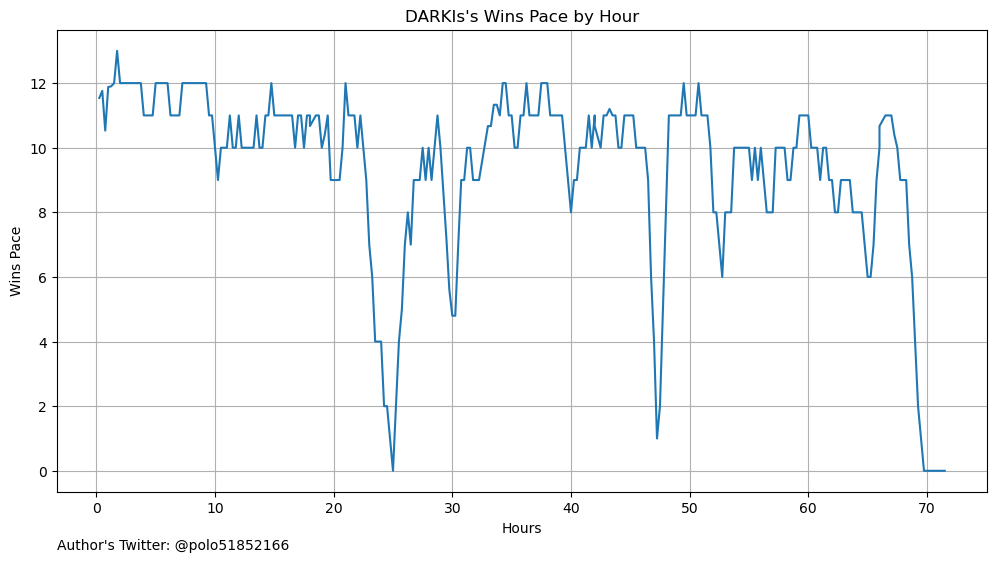 DARKIs's Wins Pace by Hour
12
10
8
6
4
2
0
Wins Pace
0 10 20 30 40 50 60 70
Hours
Author's Twitter: @polo51852166